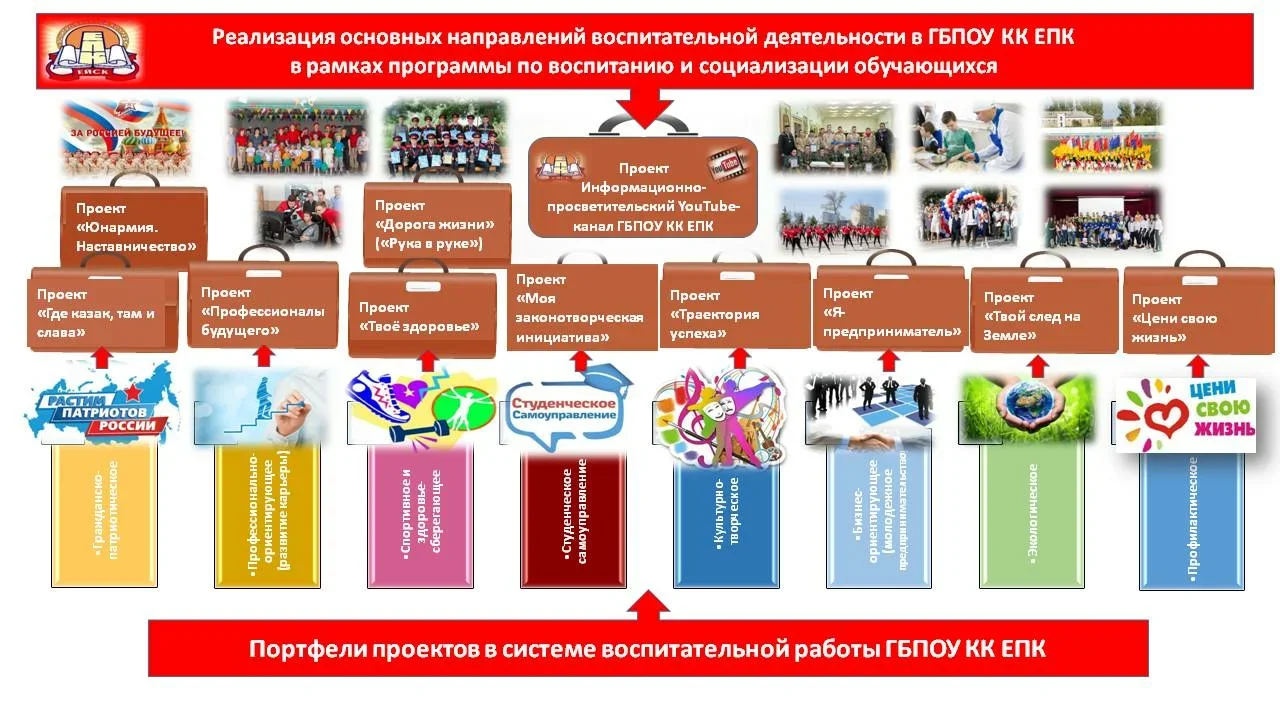 Реализация основных направлений воспитательной деятельности в ГБПОУ КК ЕПК
в рамках программы по воспитанию и социализации обучающихся
ЕЙСК
ЗА РОССИЕЙ БУДУЩЕЕ!
Проект
Информационно-
просветительский YouTube-
канал ГБПОУ КК ЕПК
YouTube
Проект
«Юнармия.
Наставничество»
Проект
«Дорога жизни»
(«Рука в руке»)
Проект
«Где казак, там и
слава»
Проект
«Профессионалы
будущего»
Проект
«Твоё здоровье»
Проект
«Моя
законотворческая
инициатива»
Проект
«Траектория
успеха»
Проект
«Я-
предприниматель»
Проект
«Твой след на
Земле»
Проект
«Цени свою
жизнь»
РАСТИМ
ПАТРИОТОВ
РОССИИ
Студенческое
Самоуправление
ЦЕНИ
СВОЮ
ЖИЗНЬ
•Гражданско-
патриотическое
•Профессионально-
ориентирующее
(развитие карьеры)
•Спортивное и
здоровье-
сберегающее
•Студенческое
самоуправление
•Культурно-
творческое
•Бизнес-
ориентирующее
(молодежное
предпринимательство
•Экологическое
•Профилактическое
Портфели проектов в системе воспитательной работы ГБПОУ КК ЕПК